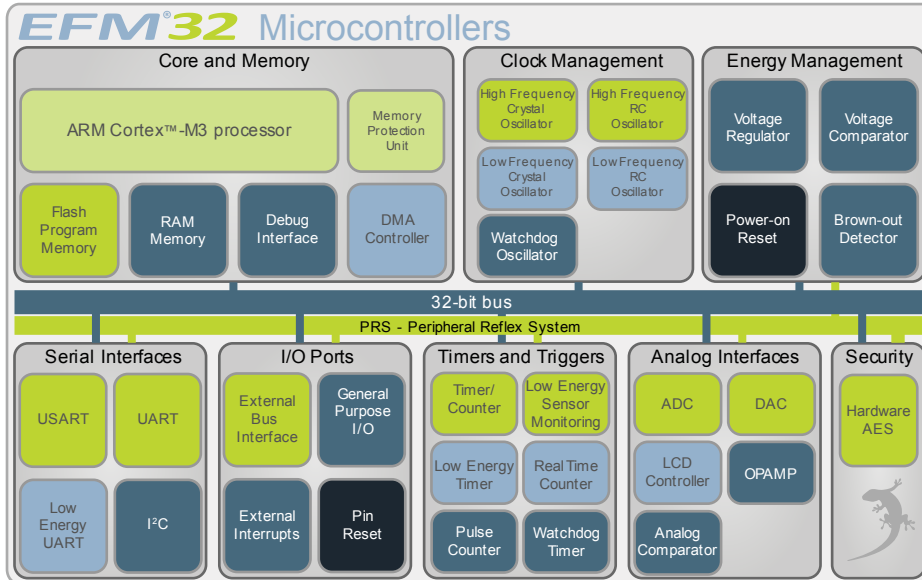 EFM®32 Microcontrollers
Core and Memory
ARM Cortex™-M3 processor
Memory
Protection
Unit
Flash
Program
Memory
RAM
Memory
Debug
Interface
DMA
Controller
Clock Management
High Frequency
Crystal
Oscillator
High Frequency
RC
Oscillator
Low Frequency
Crystal
Oscillator
Low Frequency
RC
Oscillator
Watchdog
Oscillator
Energy Management
Voltage
Regulator
Voltage
Comparator
Power-on
Reset
Brown-out
Detector
32-bit bus
PRS - Peripheral Reflex System
Serial Interfaces
USART
UART
Low
Energy
UART
I²C
I/O Ports
External
Bus
Interface
General
Purpose
I/O
External
Interrupts
Pin
Reset
Timers and Triggers
Timer/
Counter
Low Energy
Sensor
Monitoring
Low Energy
Timer
Real Time
Counter
Pulse
Counter
Watchdog
Timer
Analog Interfaces
ADC
DAC
LCD
Controller
OPAMP
Analog
Comparator
Security
Hardware
AES